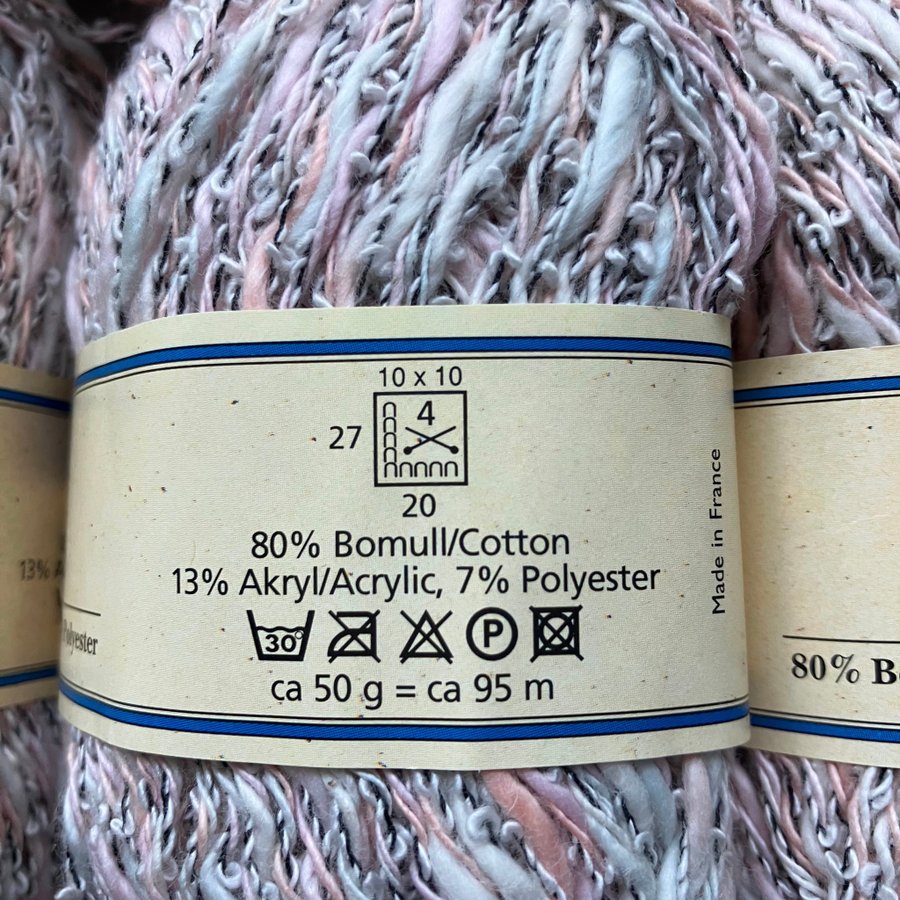 10 x 10
4
27
20
80% Bomull/Cotton
13% Akryl/Acrylic, 7% Polyester
30°
P
ca 50 g = ca 95 m
Made in France
13%
Polyester
80% B